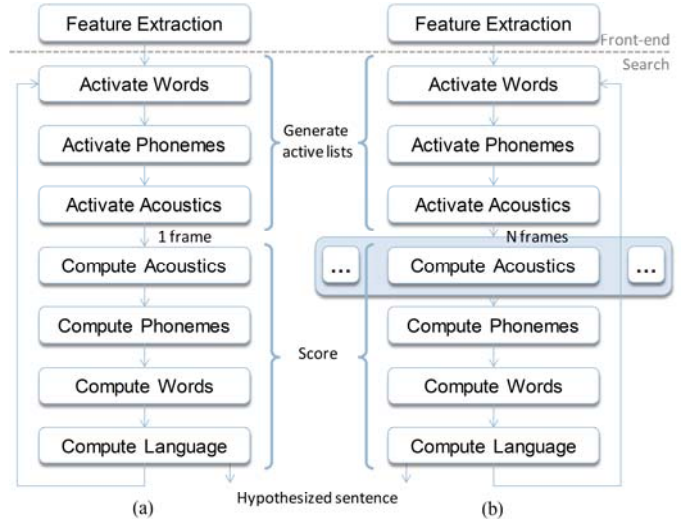 Feature Extraction
Feature Extraction
Front-end
Search
Activate Words
Activate Words
Generate
active lists
Activate Phonemes
Activate Phonemes
Activate Acoustics
Activate Acoustics
1 frame
N frames
Compute Acoustics
...
Compute Acoustics
...
Compute Phonemes
Compute Phonemes
Score
Compute Words
Compute Words
Compute Language
Compute Language
Hypothesized sentence
(a)
(b)